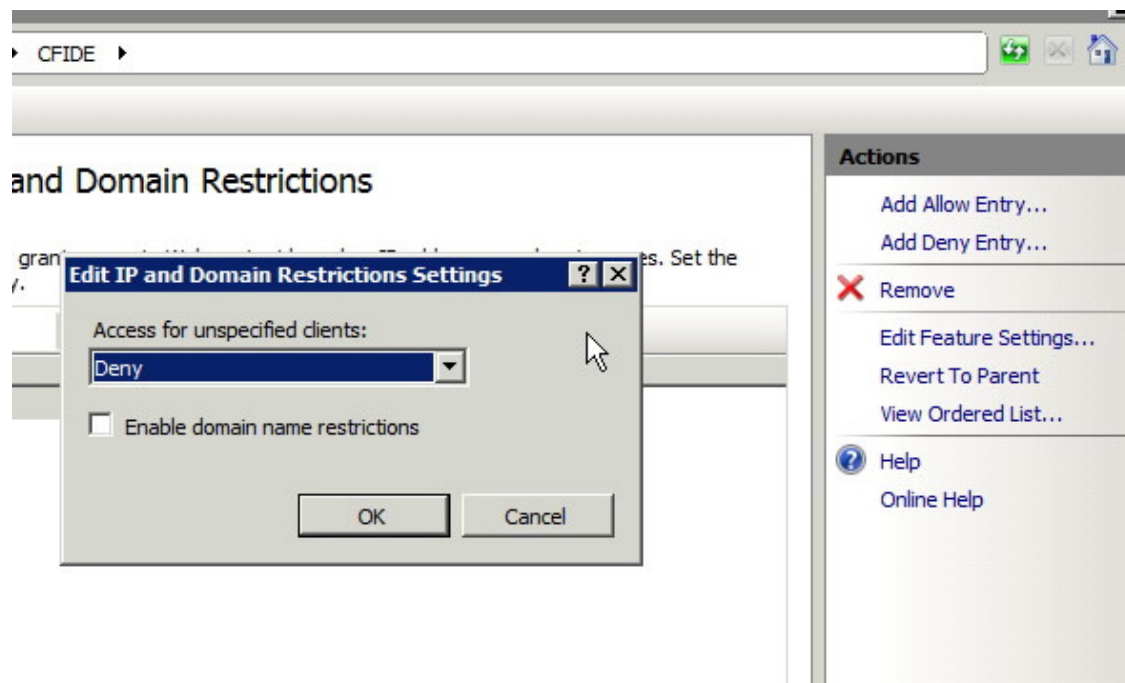 CFIDE
and Domain Restrictions
gran es. Set the
y.
Edit IP and Domain Restrictions Settings
Access for unspecified clients:
Deny
Enable domain name restrictions
OK Cancel
Actions
Add Allow Entry...
Add Deny Entry...
Remove
Edit Feature Settings...
Revert To Parent
View Ordered List...
Help
Online Help